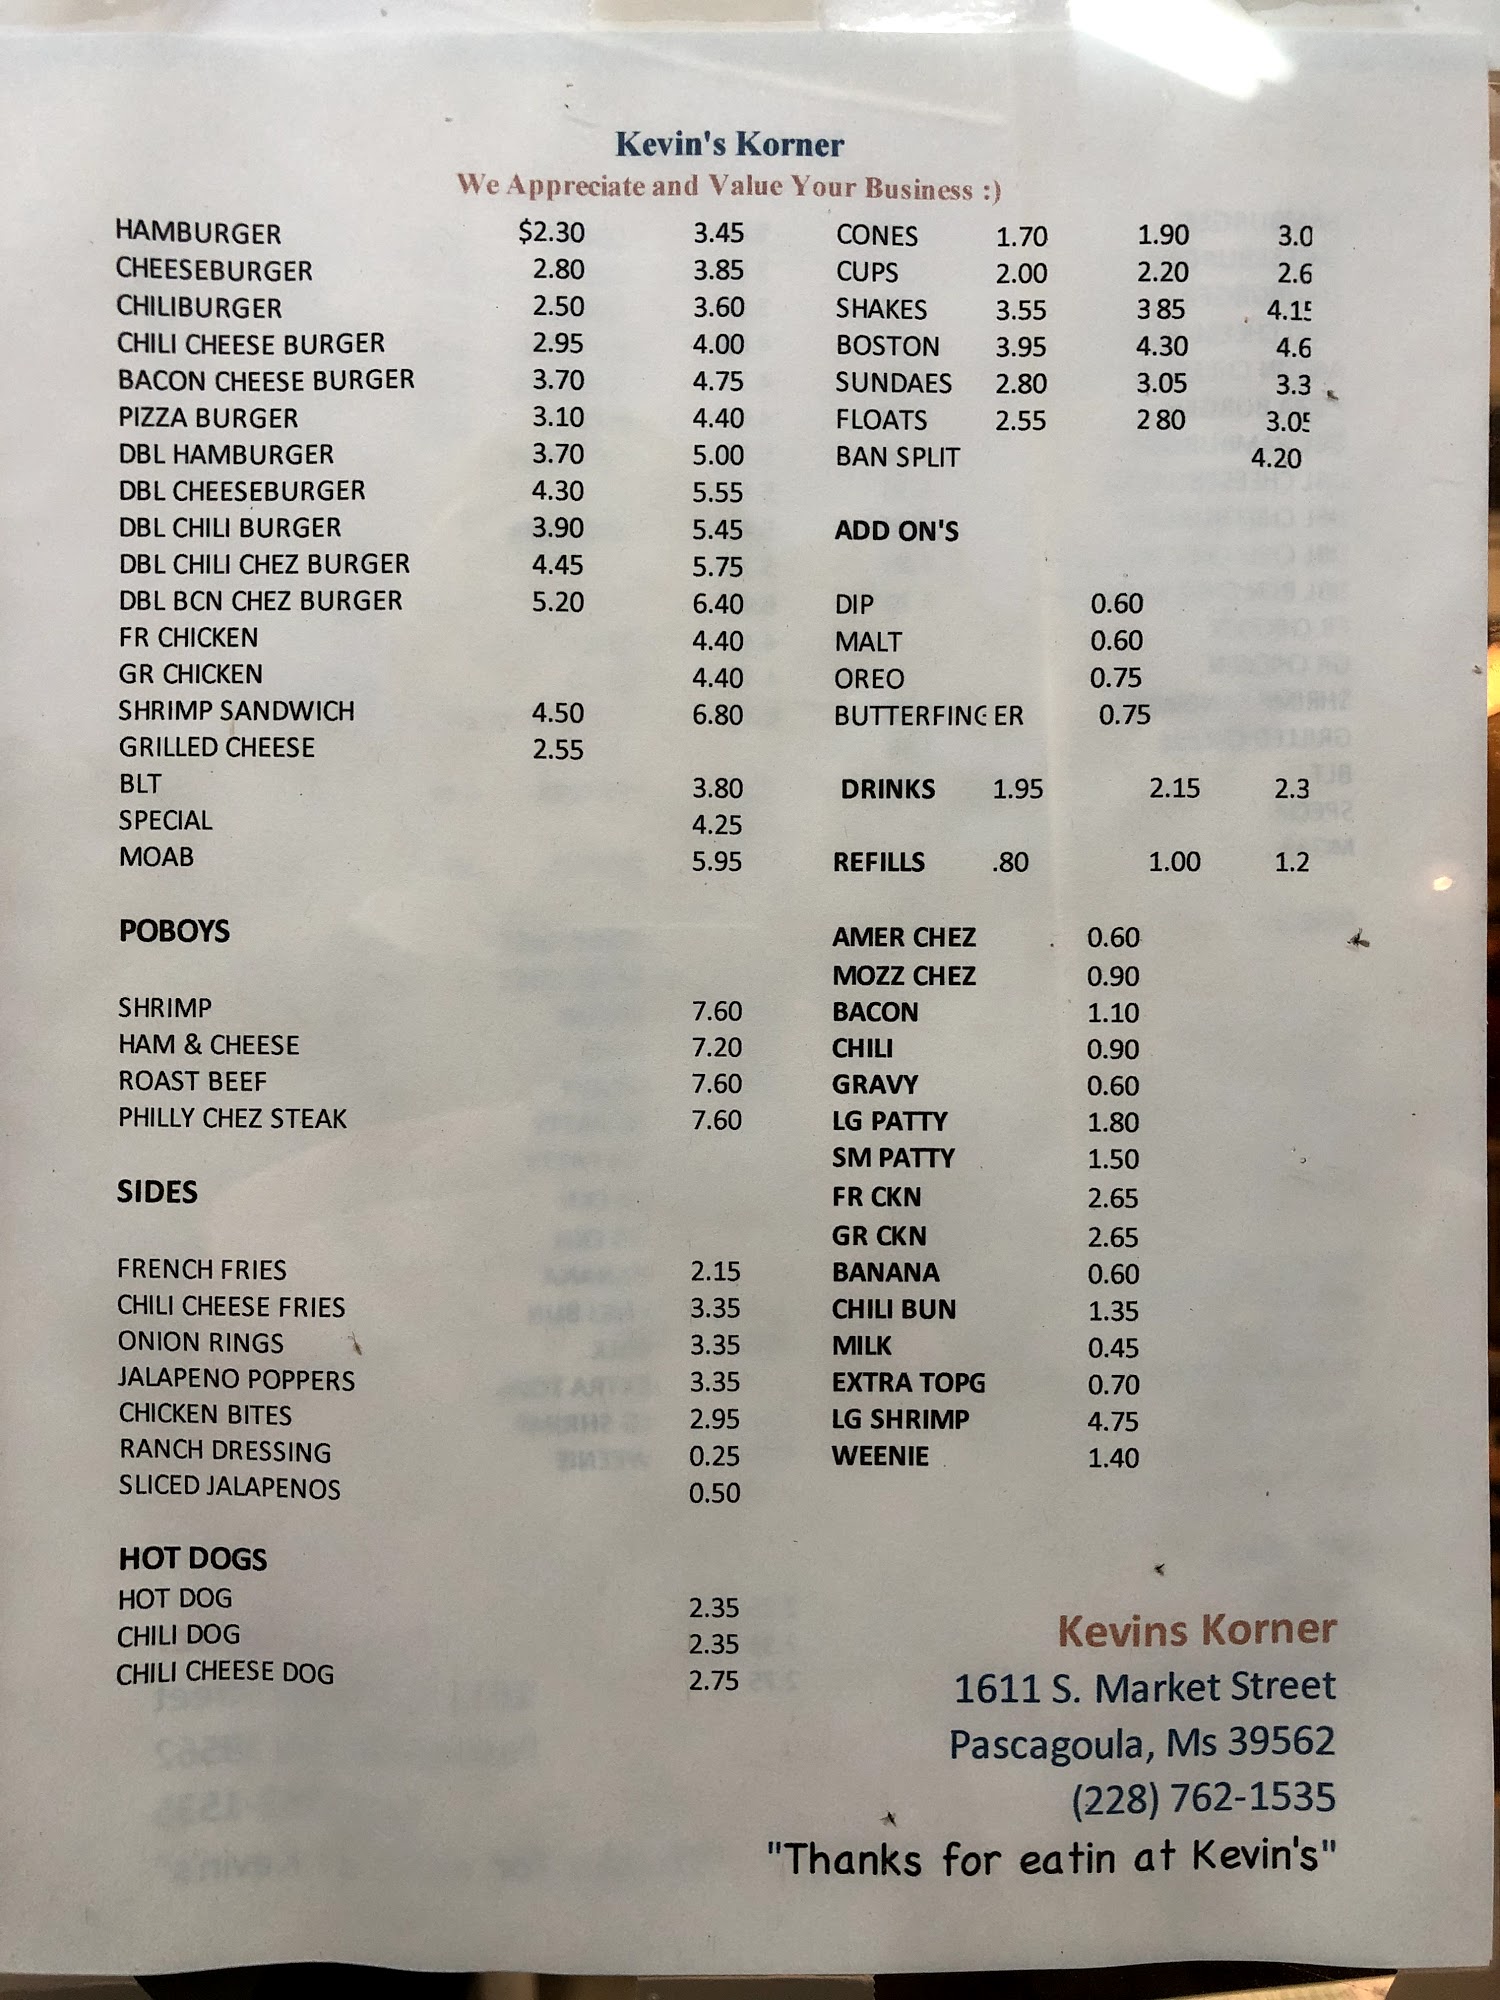 Kevin's Korner
We Appreciate and Value Your Business :)
HAMBURGER $2.30 3.45
CHEESEBURGER 2.80 3.85
CHILIBURGER 2.50 3.60
CHILI CHEESE BURGER 2.95 4.00
BACON CHEESE BURGER 3.70 4.75
PIZZA BURGER 3.10 4.40
DBL HAMBURGER 3.70 5.00
DBL CHEESEBURGER 4.30 5.55
DBL CHILI BURGER 3.90 5.45
DBL CHILI CHEZ BURGER 4.45 5.75
DBL BCN CHEZ BURGER 5.20 6.40
FR CHICKEN 4.40
GR CHICKEN 4.40
SHRIMP SANDWICH 4.50 6.80
GRILLED CHEESE 2.55
BLT 3.80
SPECIAL 4.25
MOAB 5.95
POBOYS
SHRIMP 7.60
HAM & CHEESE 7.20
ROAST BEEF 7.60
PHILLY CHEZ STEAK 7.60
SIDES
FRENCH FRIES 2.15
CHILI CHEESE FRIES 3.35
ONION RINGS 3.35
JALAPENO POPPERS 3.35
CHICKEN BITES 2.95
RANCH DRESSING 0.25
SLICED JALAPENOS 0.50
HOT DOGS
HOT DOG 2.35
CHILI DOG 2.35
CHILI CHEESE DOG 2.75
CONES 1.70 1.90 3.0
CUPS 2.00 2.20 2.6
SHAKES 3.55 3 85 4.15
BOSTON 3.95 4.30 4.6
SUNDAES 2.80 3.05 3.3
FLOATS 2.55 2 80 3.05
BAN SPLIT 4.20
ADD ON'S
DIP 0.60
MALT 0.60
OREO 0.75
BUTTERFINGER 0.75
DRINKS 1.95 2.15 2.3
REFILLS .80 1.00 1.2
AMER CHEZ 0.60
MOZZ CHEZ 0.90
BACON 1.10
CHILI 0.90
GRAVY 0.60
LG PATTY 1.80
SM PATTY 1.50
FR CKN 2.65
GR CKN 2.65
BANANA 0.60
CHILI BUN 1.35
MILK 0.45
EXTRA TOPG 0.70
LG SHRIMP 4.75
WEENIE 1.40
Kevins Korner
1611 S. Market Street
Pascagoula, Ms 39562
(228) 762-1535
"Thanks for eatin at Kevin's"